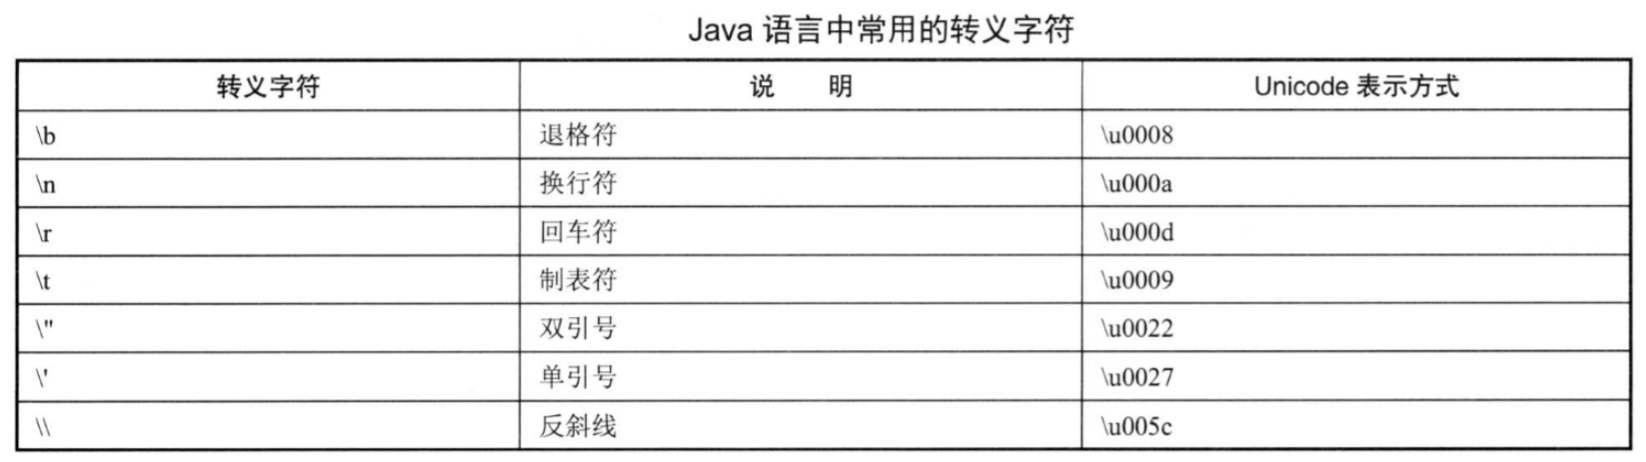 Java 语言中常用的转义字符
转义字符 说 明 Unicode 表示方式
\b 退格符 \u0008
\n 换行符 \u000a
\r 回车符 \u000d
\t 制表符 \u0009
\" 双引号 \u0022
\' 单引号 \u0027
\\ 反斜线 \u005c